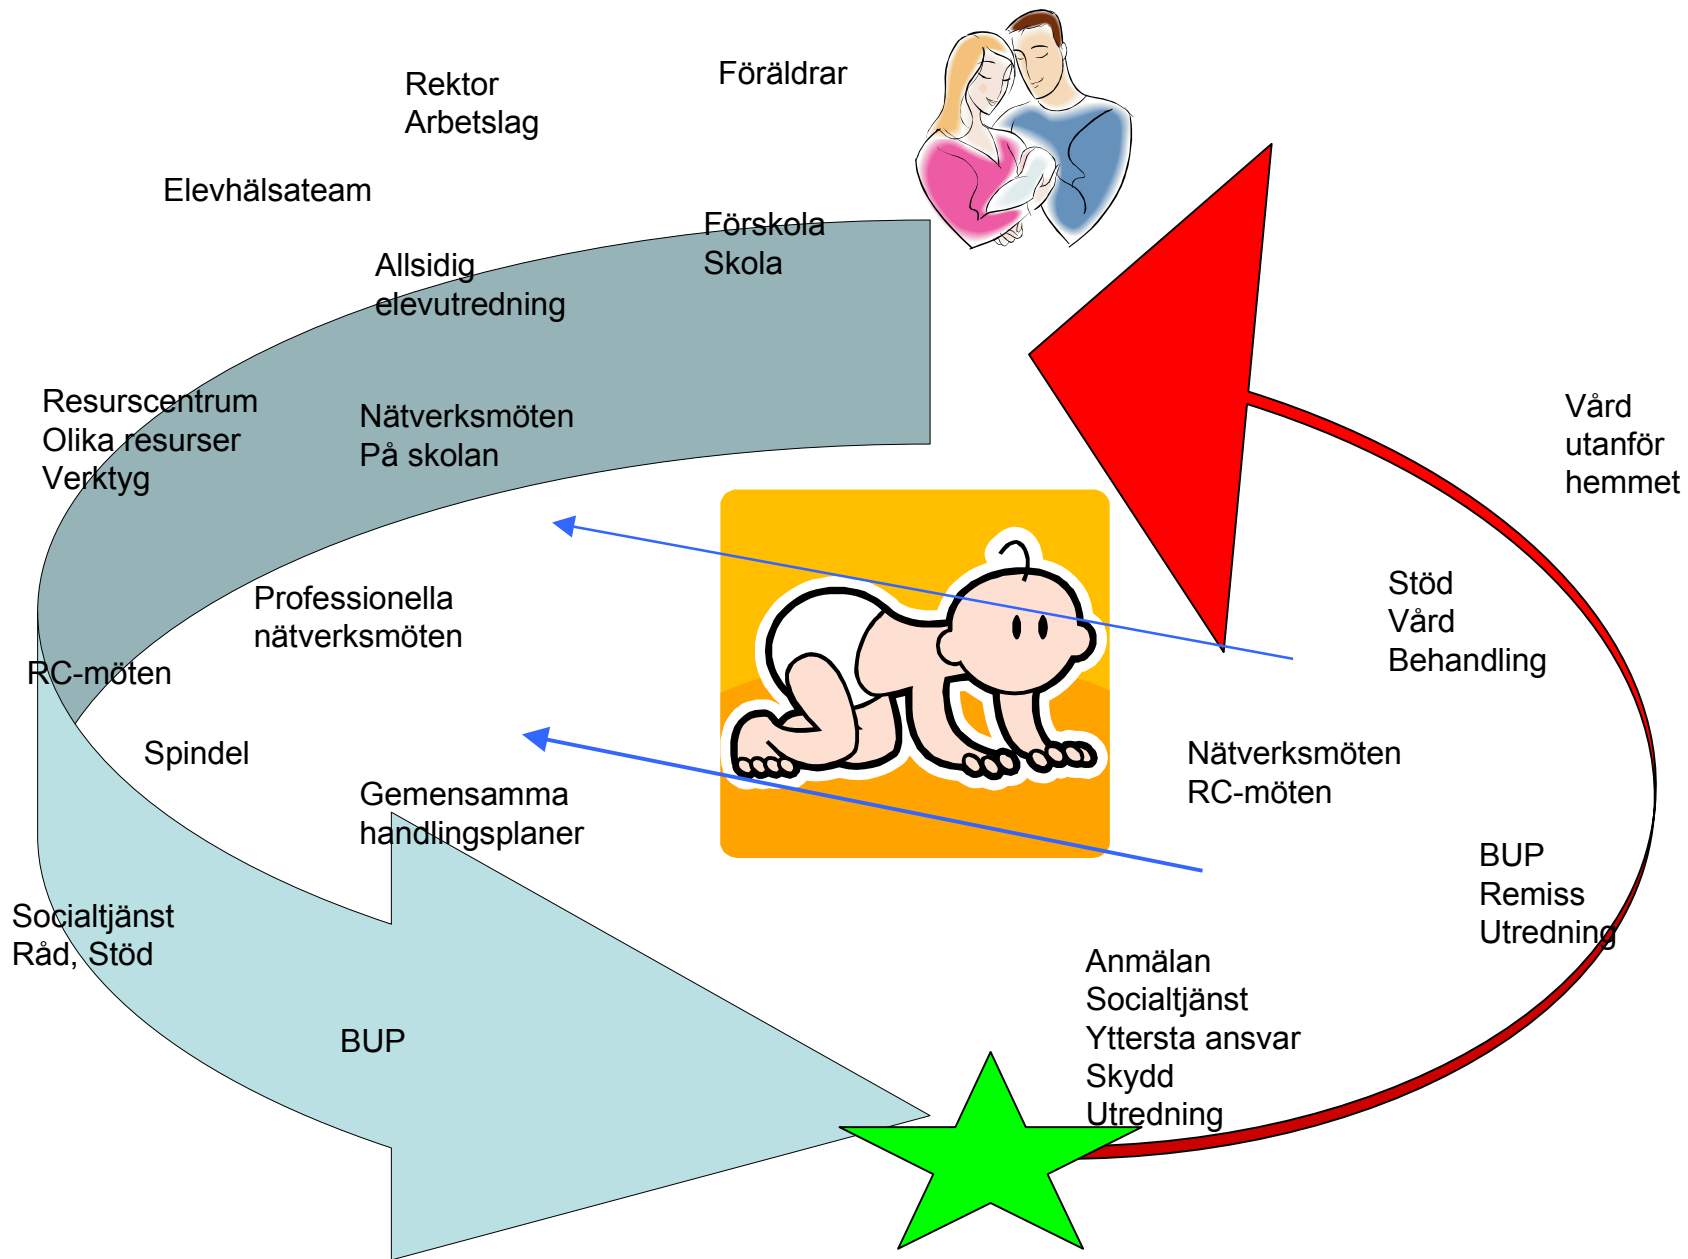 Föräldrar
Rektor
Arbetslag
Elevhälsateam
Förskola
Skola
Allsidig
elevutredning
Resurscentrum
Olika resurser
Verktyg
Nätverksmöten
På skolan
Professionella
nätverksmöten
RC-möten
Spindel
Gemensamma
handlingsplaner
Socialtjänst
Råd, Stöd
BUP
Anmälan
Socialtjänst
Yttersta ansvar
Skydd
Utredning
BUP
Remiss
Utredning
Nätverksmöten
RC-möten
Stöd
Vård
Behandling
Vård
utanför
hemmet